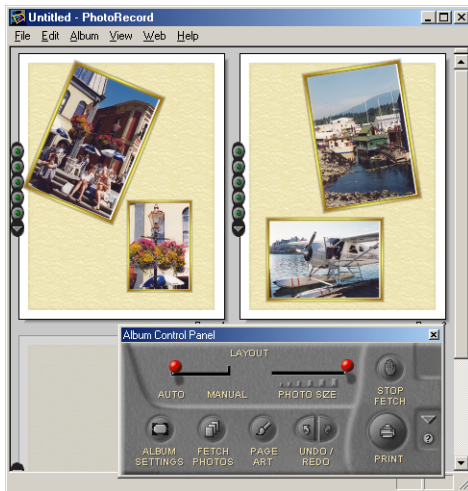 Untitled - PhotoRecord
File Edit Album View Web Help
Album Control Panel
LAYOUT
AUTO MANUAL PHOTO SIZE
STOP
FETCH
ALBUM
SETTINGS
FETCH
PHOTOS
PAGE
ART
UNDO /
REDO
PRINT
?